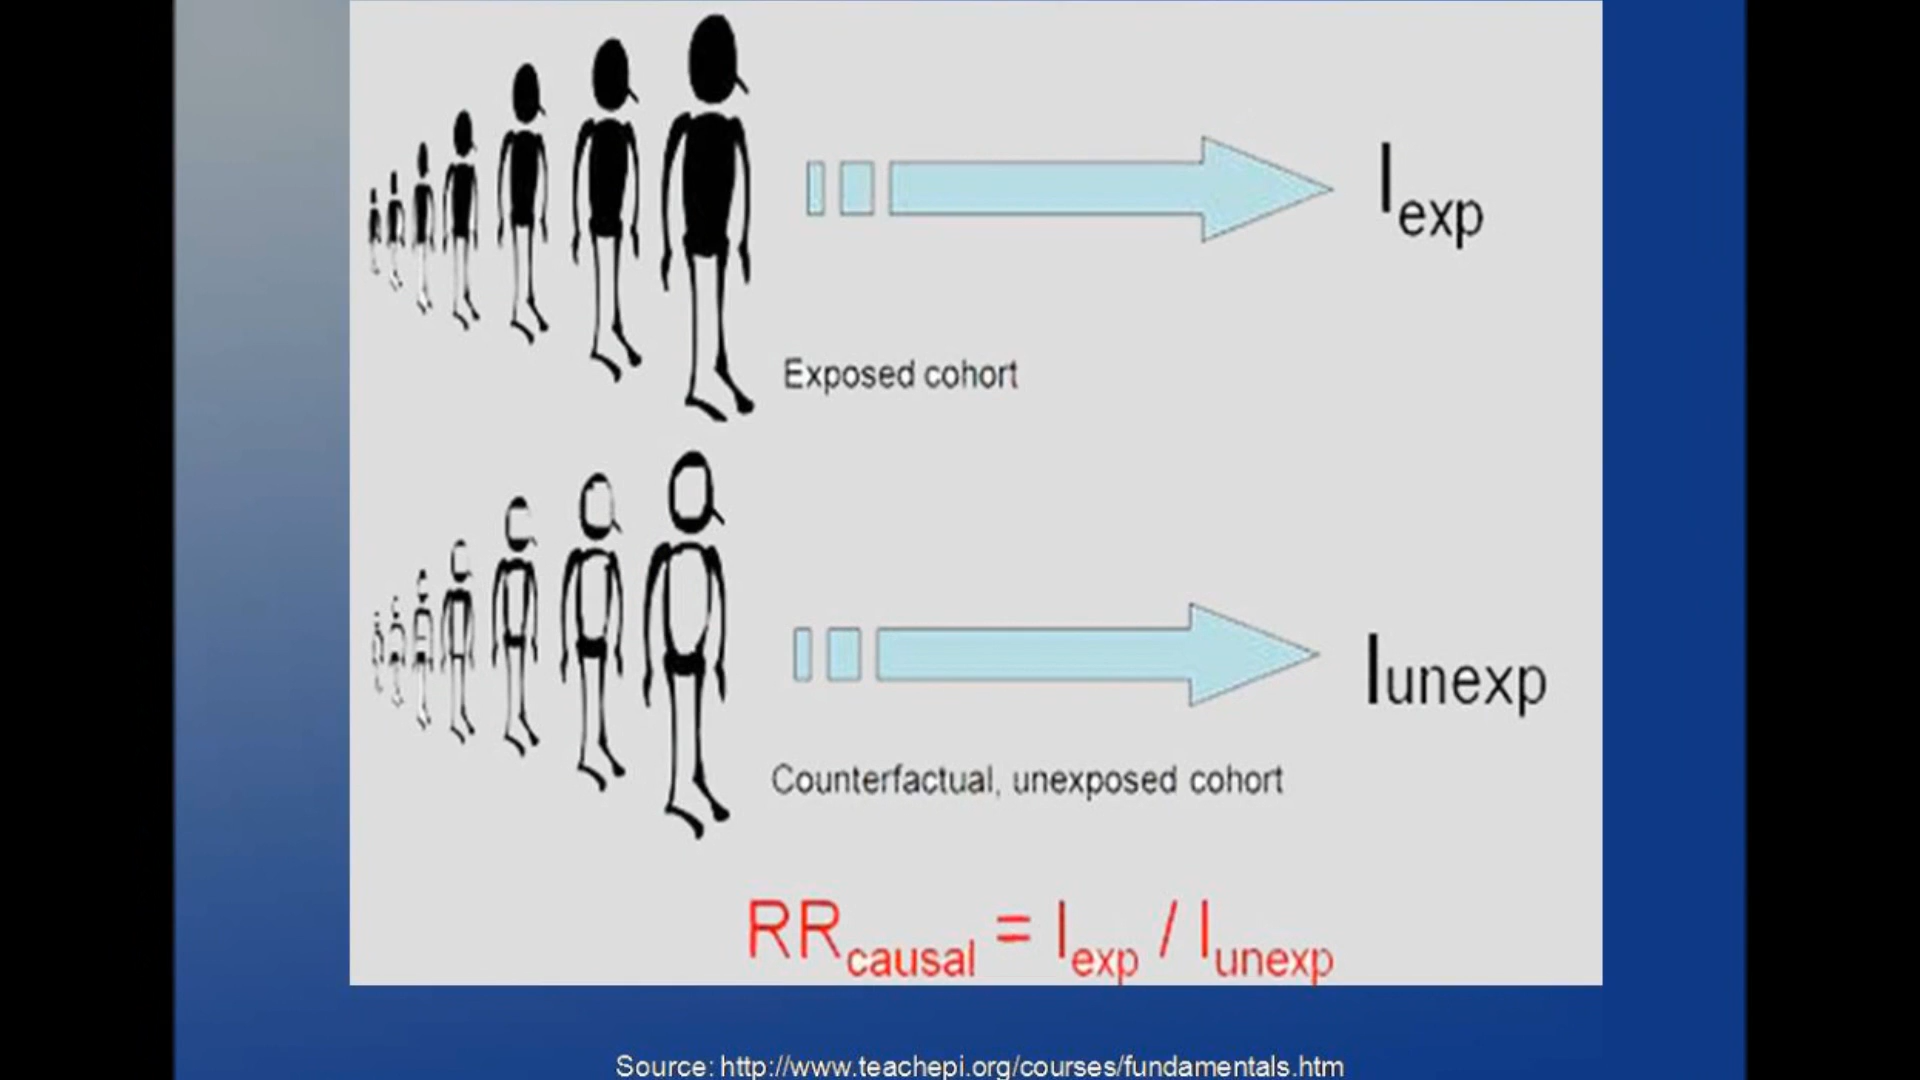 Iexp
Exposed cohort
Iunexp
Counterfactual, unexposed cohort
RRcausal = Iexp / Iunexp
Source: http://www.teachepi.org/courses/fundamentals.htm